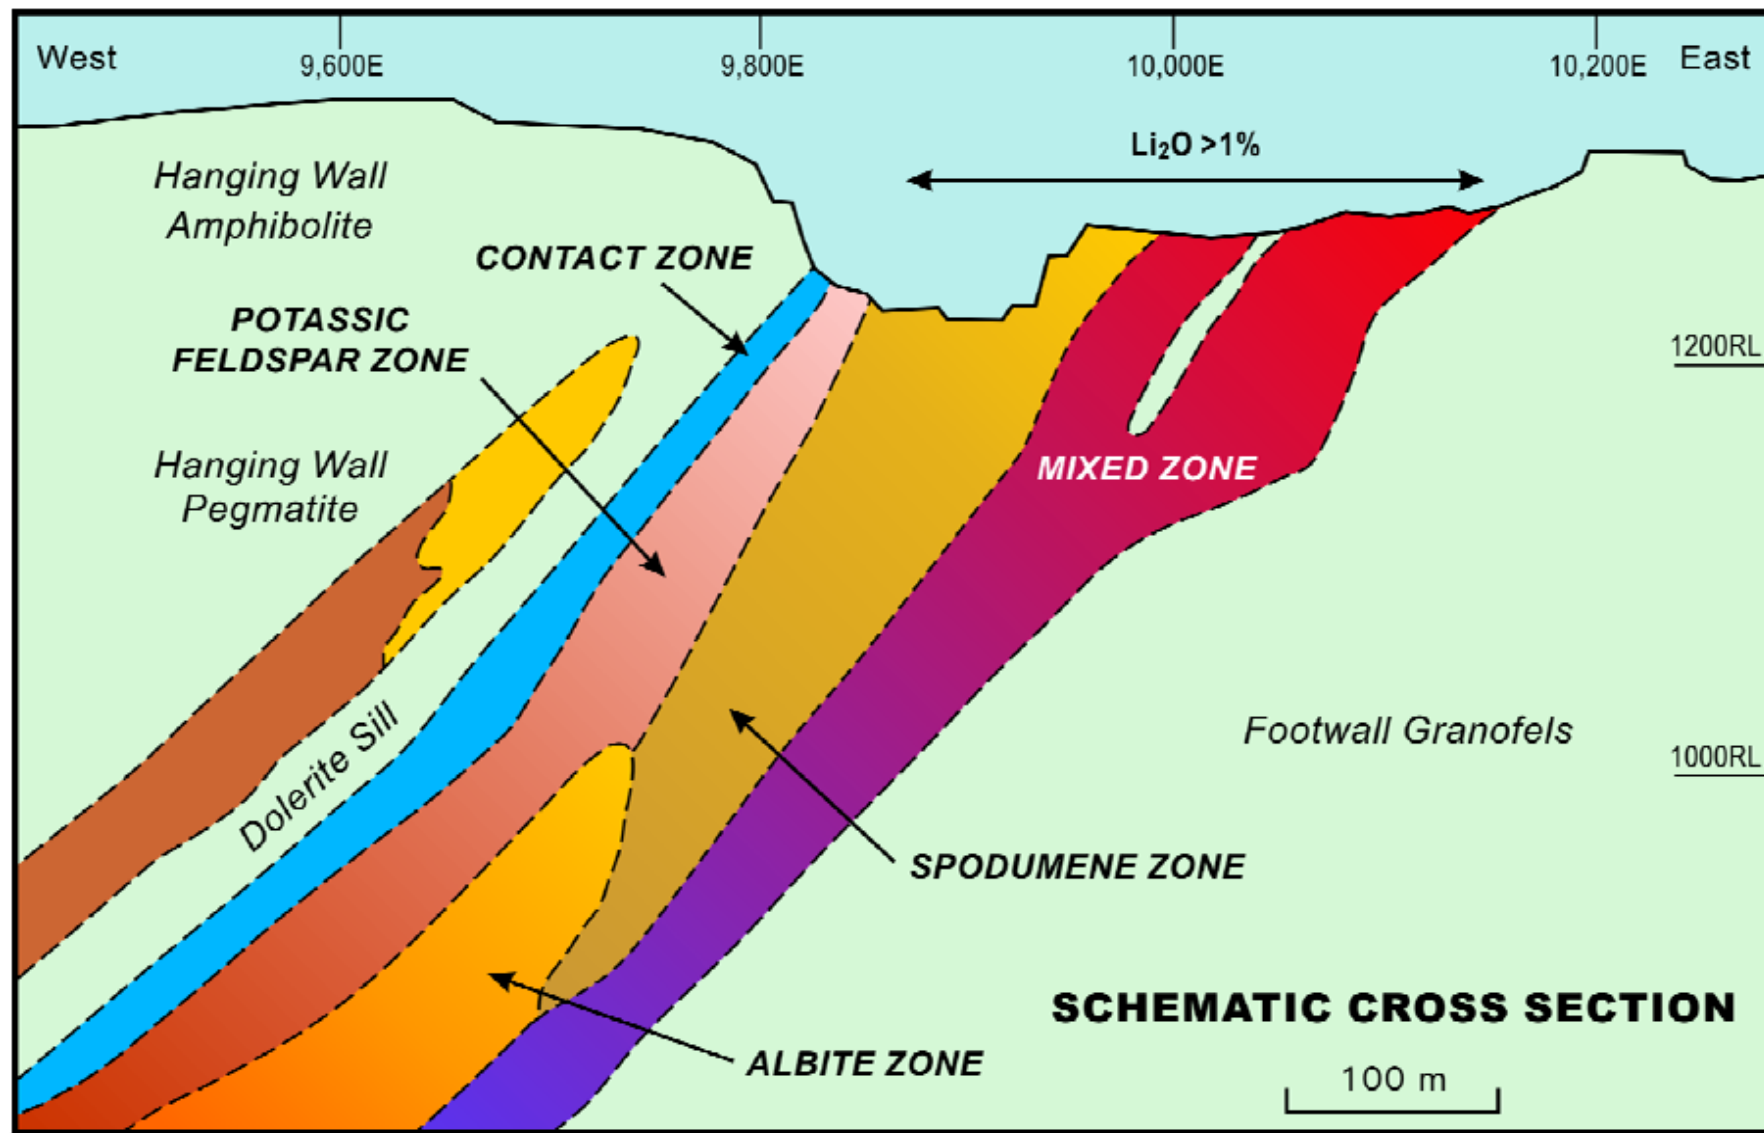 West
9,600E
9,800E
10,000E
10,200E
East
Li₂O >1%
Hanging Wall
Amphibolite
CONTACT ZONE
POTASSIC
FELDSPAR ZONE
1200RL
Hanging Wall
Pegmatite
MIXED ZONE
Dolerite Sill
Footwall Granofels
1000RL
SPODUMENE ZONE
SCHEMATIC CROSS SECTION
ALBITE ZONE
100 m